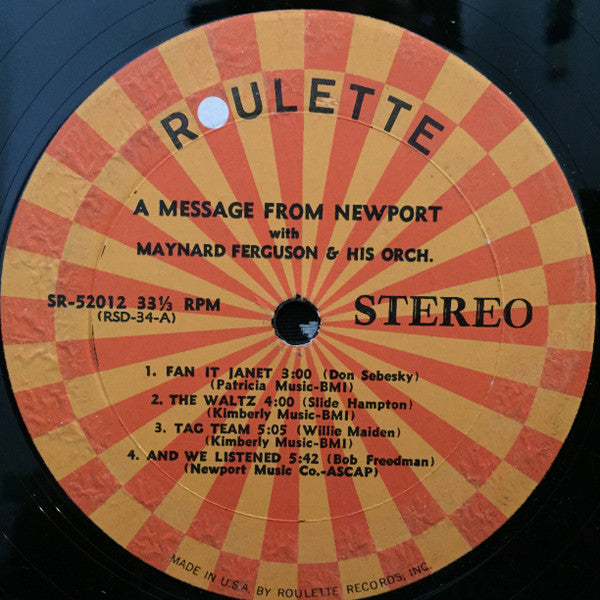 ROULETTE
A MESSAGE FROM NEWPORT
with
MAYNARD FERGUSON & HIS ORCH.
SR-52012 33⅓ RPM
(RSD-34-A)
STEREO
1. FAN IT JANET 3:00 (Don Sebesky)
(Patricia Music-BMI)
2. THE WALTZ 4:00 (Slide Hampton)
(Kimberly Music-BMI)
3. TAG TEAM 5:05 (Willie Maiden)
(Kimberly Music-BMI)
4. AND WE LISTENED 5:42 (Bob Freedman)
(Newport Music Co.-ASCAP)
MADE IN U.S.A. BY ROULETTE RECORDS, INC.